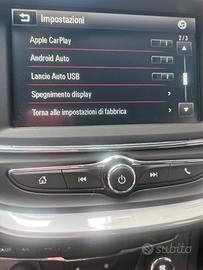 Impostazioni
Apple CarPlay
2/3
Android Auto
Lancio Auto USB
Spegnimento display
Torna alle impostazioni di fabbrica
subito